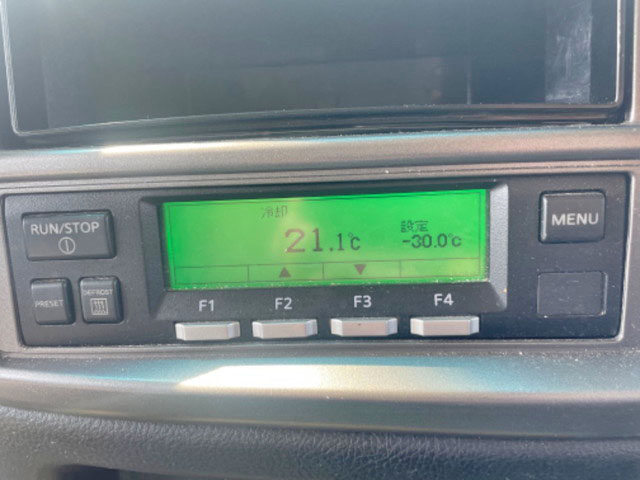 冷却
設定
21.1℃
-30.0℃
▲ ▼
RUN/STOP
MENU
PRESET
DEFROST
F1 F2 F3 F4